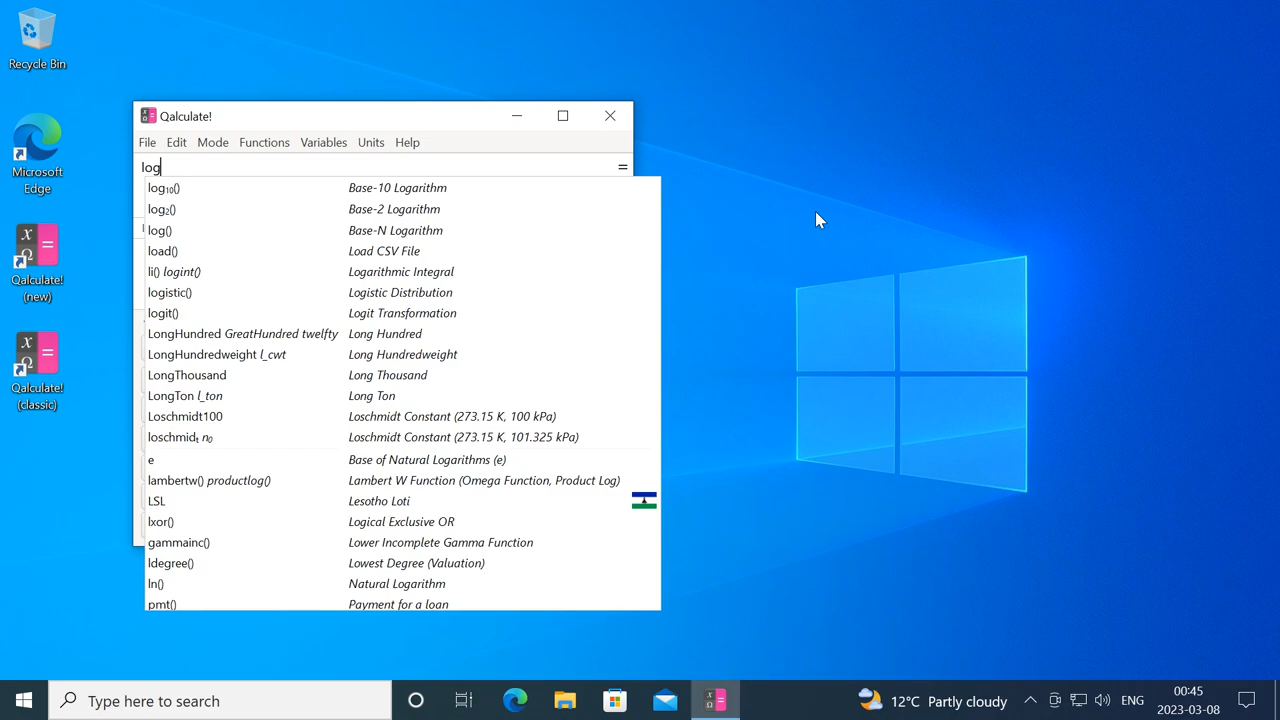 Recycle Bin
Microsoft
Edge
Qalculate!
(new)
Qalculate!
(classic)
Qalculate!
File Edit Mode Functions Variables Units Help
log =
log₁₀() Base-10 Logarithm
log₂() Base-2 Logarithm
log() Base-N Logarithm
load() Load CSV File
li() logint() Logarithmic Integral
logistic() Logistic Distribution
logit() Logit Transformation
LongHundred GreatHundred twelfty Long Hundred
LongHundredweight l_cwt Long Hundredweight
LongThousand Long Thousand
LongTon l_ton Long Ton
Loschmidt100 Loschmidt Constant (273.15 K, 100 kPa)
loschmidₜ n₀ Loschmidt Constant (273.15 K, 101.325 kPa)
e Base of Natural Logarithms (e)
lambertw() productlog() Lambert W Function (Omega Function, Product Log)
LSL Lesotho Loti
lxor() Logical Exclusive OR
gammainc() Lower Incomplete Gamma Function
ldegree() Lowest Degree (Valuation)
ln() Natural Logarithm
pmt() Payment for a loan
Type here to search
12°C Partly cloudy
ENG
00:45
2023-03-08